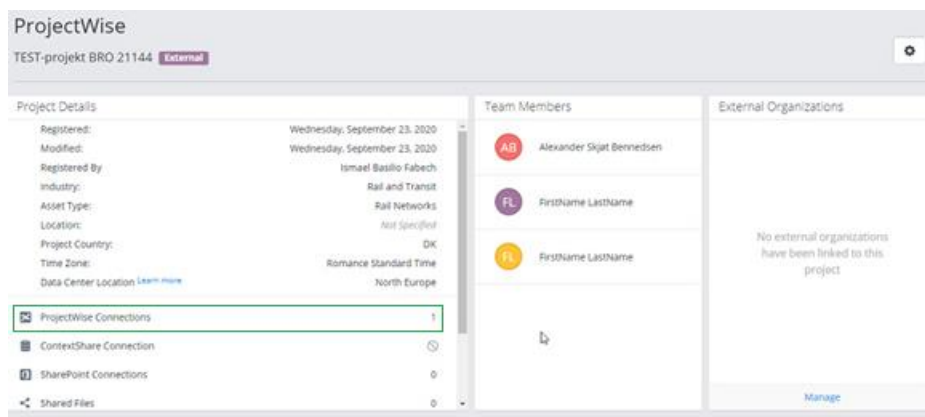 ProjectWise
TEST-projekt BRO 21144 External
Project Details
Registered: Wednesday, September 23, 2020
Modified: Wednesday, September 23, 2020
Registered By Ismael Basilio Fabech
Industry: Rail and Transit
Asset Type: Rail Networks
Location: Not Specified
Project Country: DK
Time Zone: Romance Standard Time
Data Center Location Learn more North Europe
ProjectWise Connections 1
ContextShare Connection
SharePoint Connections 0
Shared Files 0
Team Members
AB Alexander Skjøt Bennedsen
FL FirstName LastName
FL FirstName LastName
External Organizations
No external organizations
have been linked to this
project
Manage